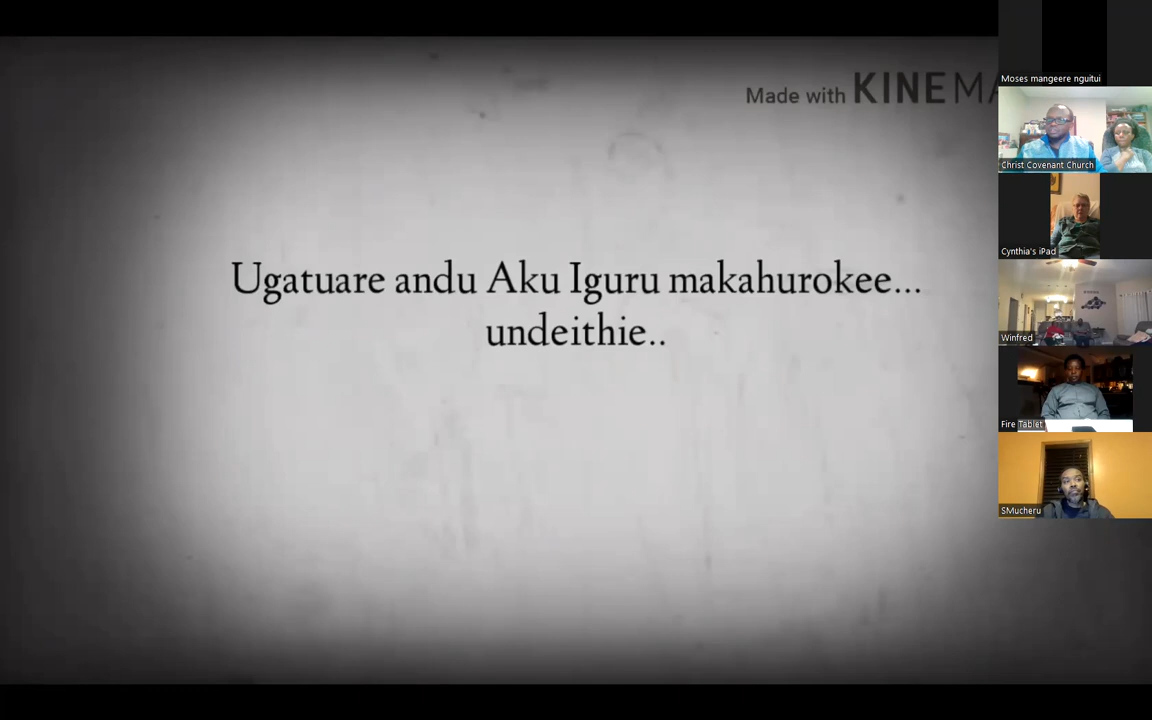 Made with KINEMA
Moses mangeere nguitui
Christ Covenant Church
Cynthia's iPad
Ugatuare andu Aku Iguru makahurokee...
undeithie..
Winfred
Fire Tablet
SMucheru